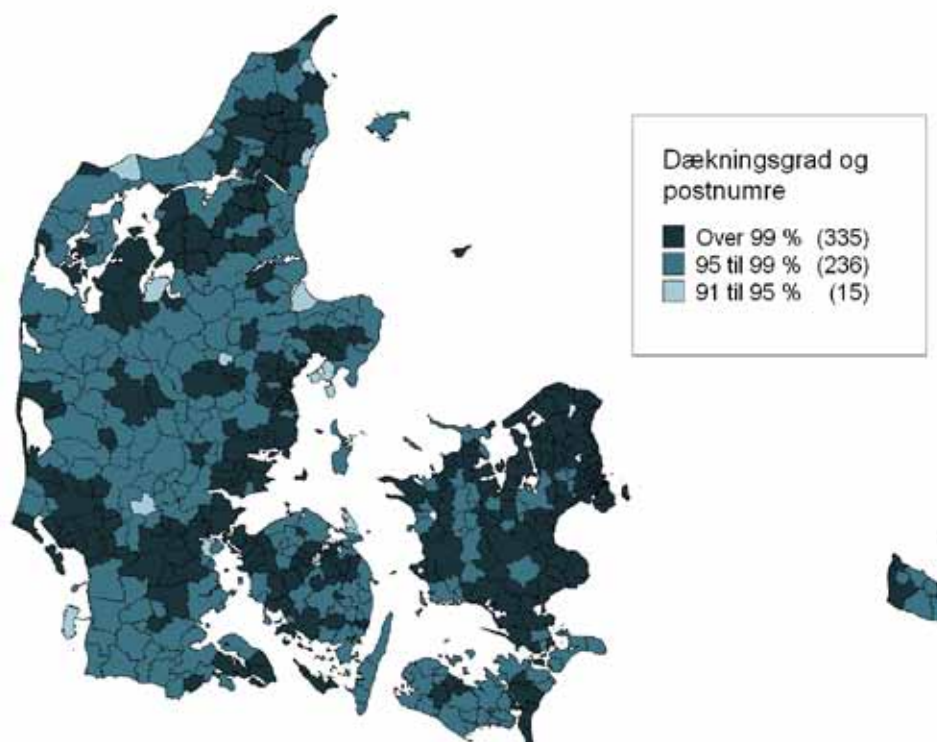 Dækningsgrad og
postnumre
Over 99 % (335)
95 til 99 % (236)
91 til 95 % (15)